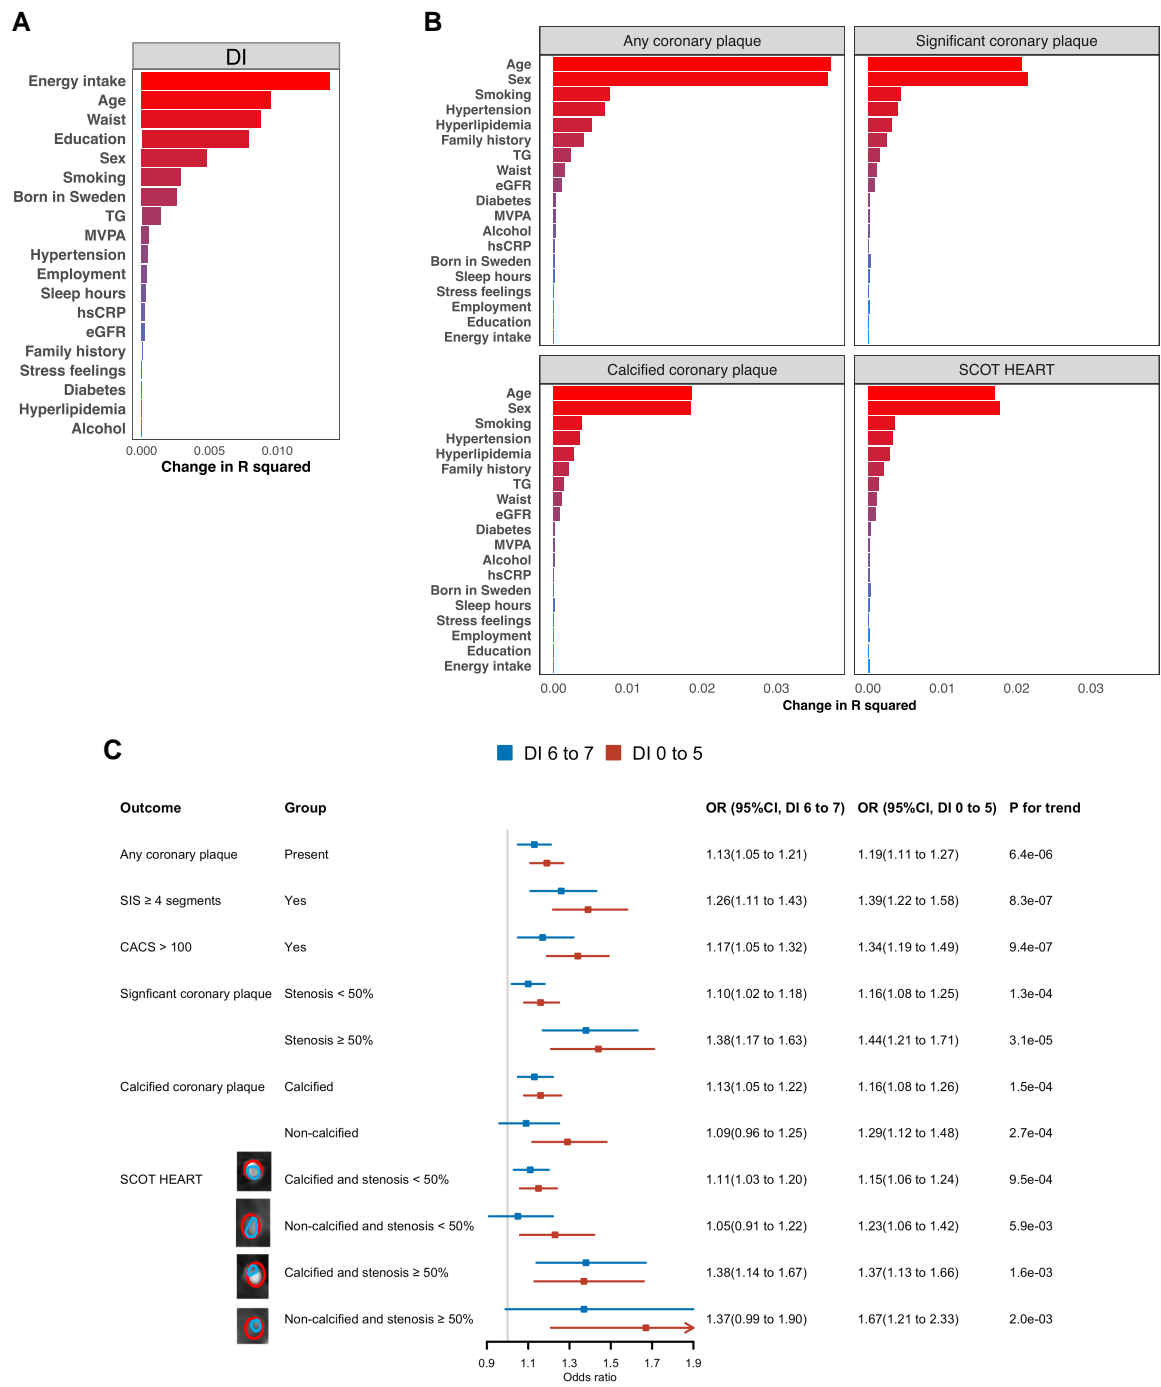 A
DI
Energy intake
Age
Waist
Education
Sex
Smoking
Born in Sweden
TG
MVPA
Hypertension
Employment
Sleep hours
hsCRP
eGFR
Family history
Stress feelings
Diabetes
Hyperlipidemia
Alcohol
0.000 0.005 0.010
Change in R squared
B
Any coronary plaque Significant coronary plaque
Age
Sex
Smoking
Hypertension
Hyperlipidemia
Family history
TG
Waist
eGFR
Diabetes
MVPA
Alcohol
hsCRP
Born in Sweden
Sleep hours
Stress feelings
Employment
Education
Energy intake
Calcified coronary plaque SCOT HEART
Age
Sex
Smoking
Hypertension
Hyperlipidemia
Family history
TG
Waist
eGFR
Diabetes
MVPA
Alcohol
hsCRP
Born in Sweden
Sleep hours
Stress feelings
Employment
Education
Energy intake
0.00 0.01 0.02 0.03 0.00 0.01 0.02 0.03
Change in R squared
C
DI 6 to 7 DI 0 to 5
Outcome Group OR (95%CI, DI 6 to 7) OR (95%CI, DI 0 to 5) P for trend
Any coronary plaque Present 1.13(1.05 to 1.21) 1.19(1.11 to 1.27) 6.4e-06
SIS ≥ 4 segments Yes 1.26(1.11 to 1.43) 1.39(1.22 to 1.58) 8.3e-07
CACS > 100 Yes 1.17(1.05 to 1.32) 1.34(1.19 to 1.49) 9.4e-07
Signficant coronary plaque Stenosis < 50% 1.10(1.02 to 1.18) 1.16(1.08 to 1.25) 1.3e-04
Stenosis ≥ 50% 1.38(1.17 to 1.63) 1.44(1.21 to 1.71) 3.1e-05
Calcified coronary plaque Calcified 1.13(1.05 to 1.22) 1.16(1.08 to 1.26) 1.5e-04
Non-calcified 1.09(0.96 to 1.25) 1.29(1.12 to 1.48) 2.7e-04
SCOT HEART Calcified and stenosis < 50% 1.11(1.03 to 1.20) 1.15(1.06 to 1.24) 9.5e-04
Non-calcified and stenosis < 50% 1.05(0.91 to 1.22) 1.23(1.06 to 1.42) 5.9e-03
Calcified and stenosis ≥ 50% 1.38(1.14 to 1.67) 1.37(1.13 to 1.66) 1.6e-03
Non-calcified and stenosis ≥ 50% 1.37(0.99 to 1.90) 1.67(1.21 to 2.33) 2.0e-03
0.9 1.1 1.3 1.5 1.7 1.9
Odds ratio